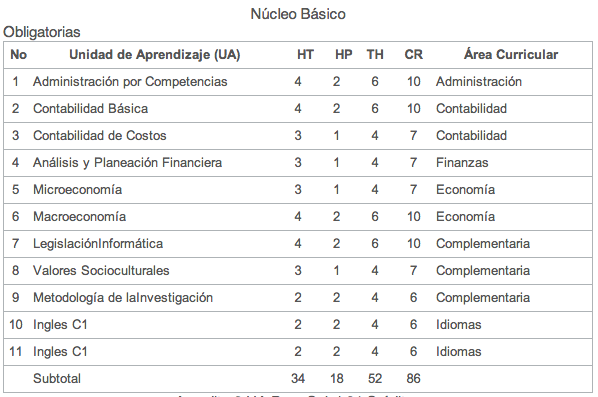 Núcleo Básico
Obligatorias
No Unidad de Aprendizaje (UA) HT HP TH CR Área Curricular
1 Administración por Competencias 4 2 6 10 Administración
2 Contabilidad Básica 4 2 6 10 Contabilidad
3 Contabilidad de Costos 3 1 4 7 Contabilidad
4 Análisis y Planeación Financiera 3 1 4 7 Finanzas
5 Microeconomía 3 1 4 7 Economía
6 Macroeconomía 4 2 6 10 Economía
7 LegislaciónInformática 4 2 6 10 Complementaria
8 Valores Socioculturales 3 1 4 7 Complementaria
9 Metodología de laInvestigación 2 2 4 6 Complementaria
10 Ingles C1 2 2 4 6 Idiomas
11 Ingles C1 2 2 4 6 Idiomas
Subtotal 34 18 52 86